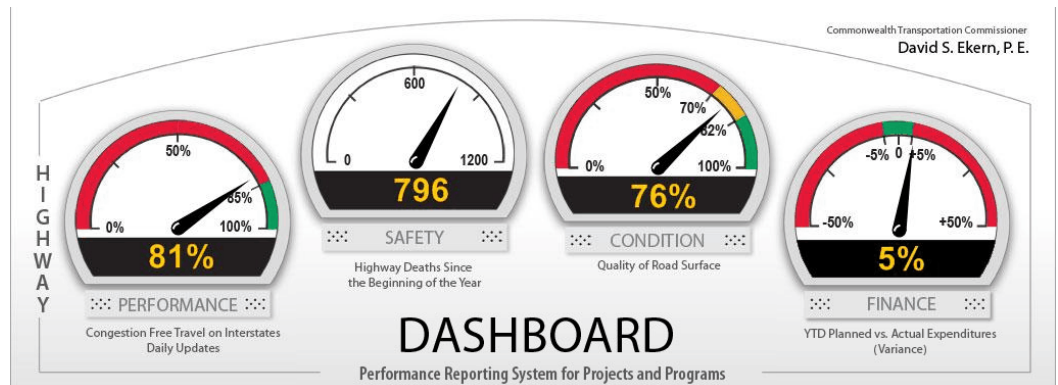 Commonwealth Transportation Commissioner
David S. Ekern, P. E.
HIGHWAY
0%
50%
85%
100%
81%
PERFORMANCE
Congestion Free Travel on Interstates
Daily Updates
0
600
1200
796
SAFETY
Highway Deaths Since
the Beginning of the Year
0%
50%
70%
82%
100%
76%
CONDITION
Quality of Road Surface
-50%
-5%
0
+5%
+50%
5%
FINANCE
YTD Planned vs. Actual Expenditures
(Variance)
DASHBOARD
Performance Reporting System for Projects and Programs